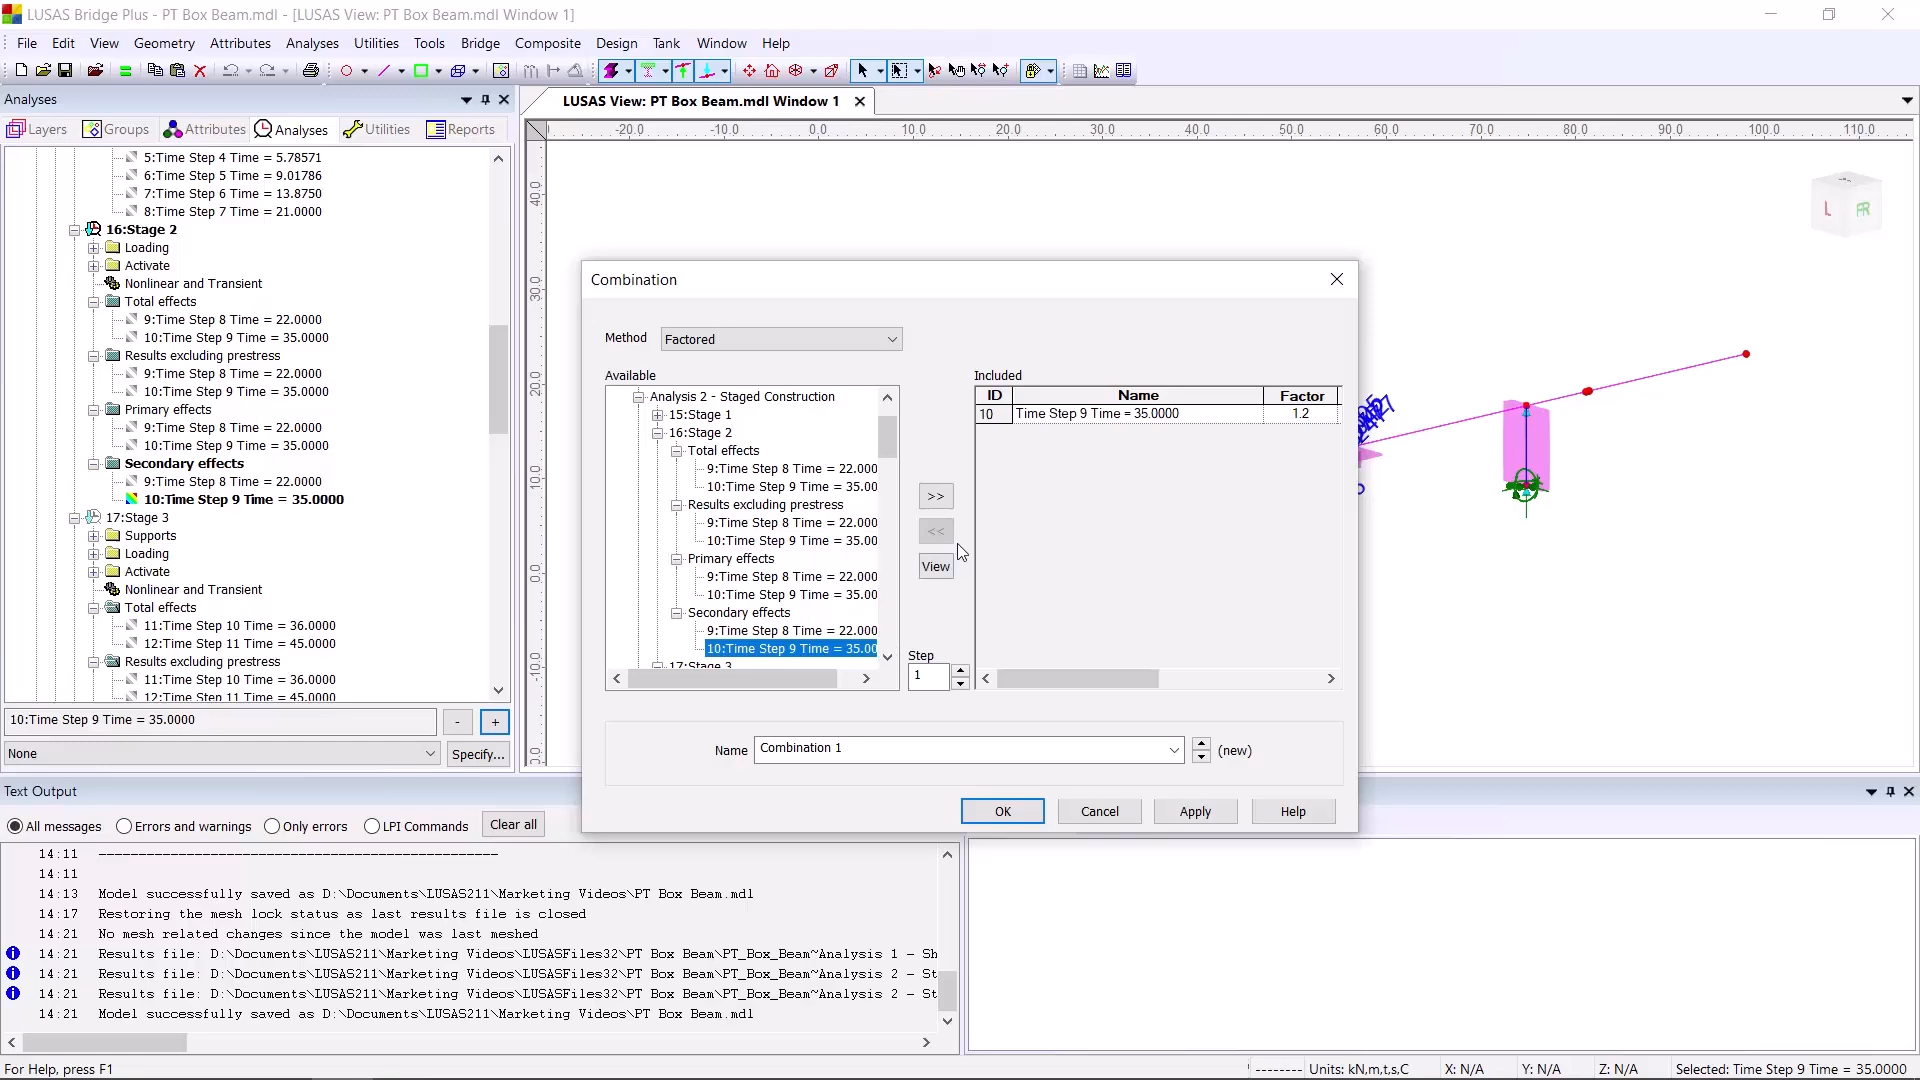 LUSAS Bridge Plus - PT Box Beam.mdl - [LUSAS View: PT Box Beam.mdl Window 1]
File Edit View Geometry Attributes Analyses Utilities Tools Bridge Composite Design Tank Window Help
Analyses
LUSAS View: PT Box Beam.mdl Window 1
Layers Groups Attributes Analyses Utilities Reports
-20.0 -10.0 0.0 10.0 20.0 30.0 40.0 50.0 60.0 70.0 80.0 90.0 100.0 110.0
40.0
30.0
20.0
10.0
0.0
-10.0
5:Time Step 4 Time = 5.78571
6:Time Step 5 Time = 9.01786
7:Time Step 6 Time = 13.8750
8:Time Step 7 Time = 21.0000
16:Stage 2
Loading
Activate
Nonlinear and Transient
Total effects
9:Time Step 8 Time = 22.0000
10:Time Step 9 Time = 35.0000
Results excluding prestress
9:Time Step 8 Time = 22.0000
10:Time Step 9 Time = 35.0000
Primary effects
9:Time Step 8 Time = 22.0000
10:Time Step 9 Time = 35.0000
Secondary effects
9:Time Step 8 Time = 22.0000
10:Time Step 9 Time = 35.0000
17:Stage 3
Supports
Loading
Activate
Nonlinear and Transient
Total effects
11:Time Step 10 Time = 36.0000
12:Time Step 11 Time = 45.0000
Results excluding prestress
11:Time Step 10 Time = 36.0000
12:Time Step 11 Time = 45.0000
10:Time Step 9 Time = 35.0000
- +
None
Specify...
L FR
Combination
Method Factored
Available
Analysis 2 - Staged Construction
15:Stage 1
16:Stage 2
Total effects
9:Time Step 8 Time = 22.000
10:Time Step 9 Time = 35.00
Results excluding prestress
9:Time Step 8 Time = 22.000
10:Time Step 9 Time = 35.00
Primary effects
9:Time Step 8 Time = 22.000
10:Time Step 9 Time = 35.00
Secondary effects
9:Time Step 8 Time = 22.000
10:Time Step 9 Time = 35.00
17:Stage 3
>>
<<
View
Step
1
Included
ID Name Factor
10 Time Step 9 Time = 35.0000 1.2
Name Combination 1 (new)
OK Cancel Apply Help
Text Output
All messages Errors and warnings Only errors LPI Commands Clear all
14:11 --------------------------------------------------
14:11
14:13 Model successfully saved as D:\Documents\LUSAS211\Marketing Videos\PT Box Beam.mdl
14:17 Restoring the mesh lock status as last results file is closed
14:21 No mesh related changes since the model was last meshed
14:21 Results file: D:\Documents\LUSAS211\Marketing Videos\LUSASFiles32\PT Box Beam\PT_Box_Beam~Analysis 1 - Sh
14:21 Results file: D:\Documents\LUSAS211\Marketing Videos\LUSASFiles32\PT Box Beam\PT_Box_Beam~Analysis 2 - St
14:21 Results file: D:\Documents\LUSAS211\Marketing Videos\LUSASFiles32\PT Box Beam\PT_Box_Beam~Analysis 2 - St
14:21 Model successfully saved as D:\Documents\LUSAS211\Marketing Videos\PT Box Beam.mdl
For Help, press F1
-------- Units: kN,m,t,s,C X: N/A Y: N/A Z: N/A Selected: Time Step 9 Time = 35.0000